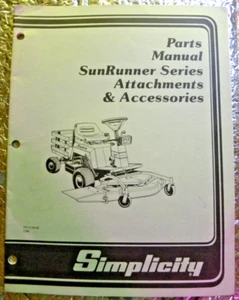 Parts
Manual
SunRunner Series
Attachments
& Accessories
Simplicity